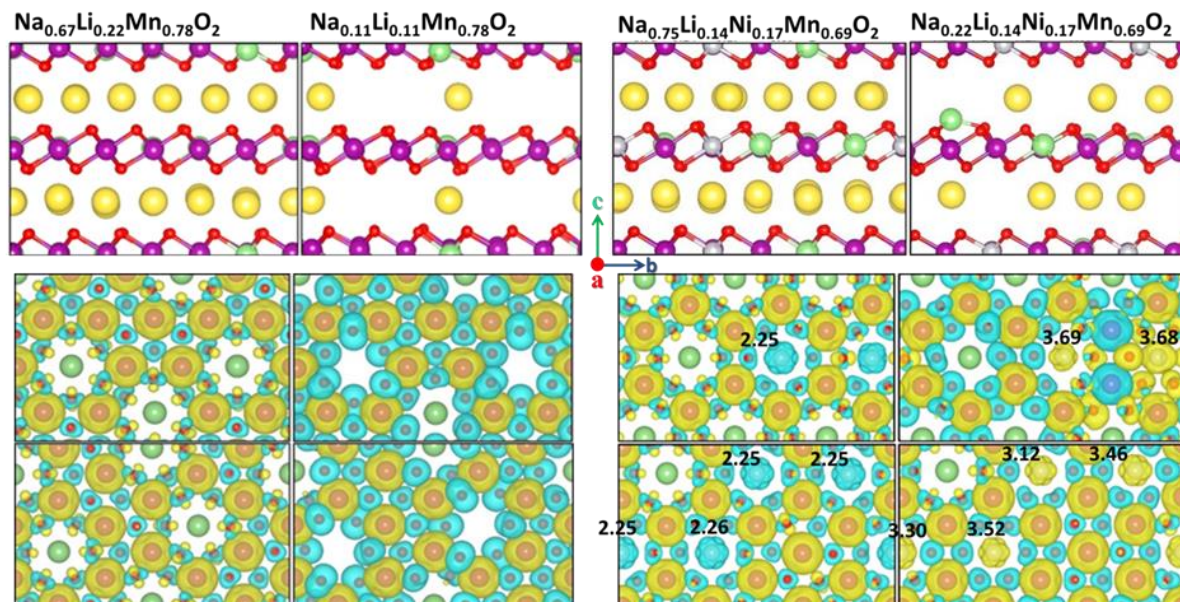 Na0.67Li0.22Mn0.78O2
Na0.11Li0.11Mn0.78O2
Na0.75Li0.14Ni0.17Mn0.69O2
Na0.22Li0.14Ni0.17Mn0.69O2
c
b
a
2.25
3.69 3.68
2.25 2.25
3.12 3.46
2.25 2.26
3.30 3.52